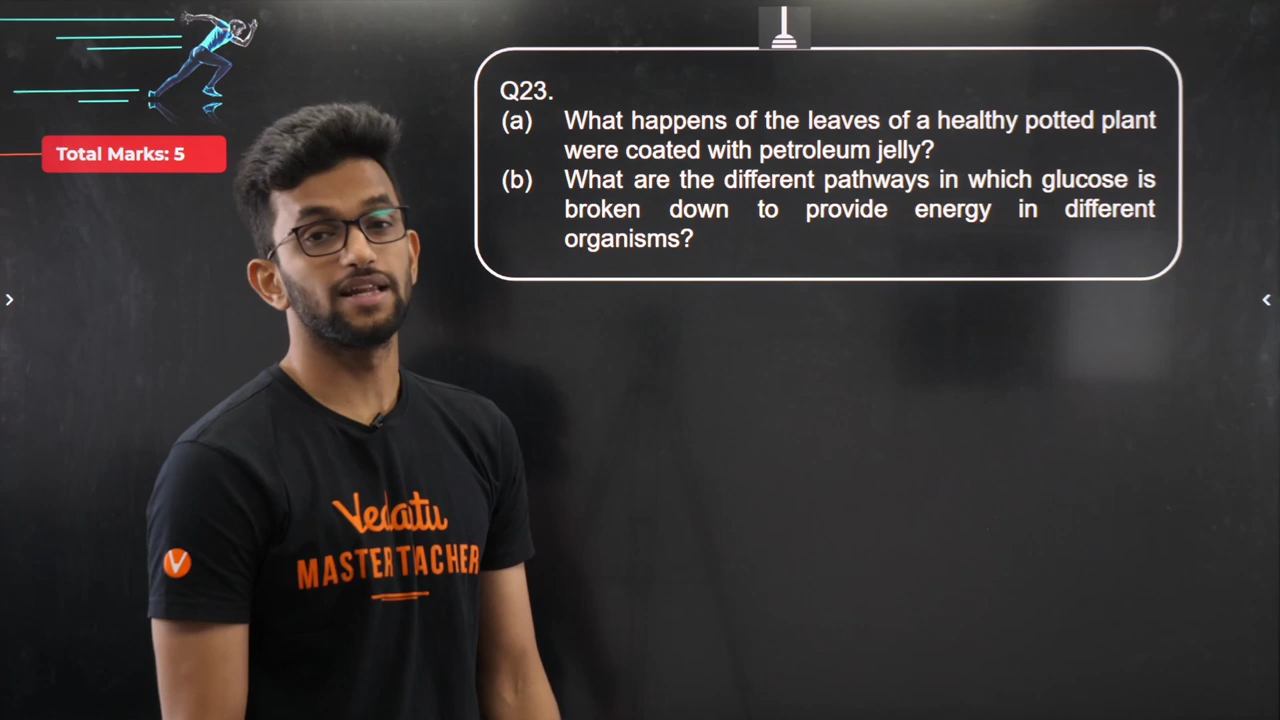 Total Marks: 5
Q23.
(a) What happens of the leaves of a healthy potted plant
were coated with petroleum jelly?
(b) What are the different pathways in which glucose is
broken down to provide energy in different
organisms?
Vedantu
MASTER TEACHER
V